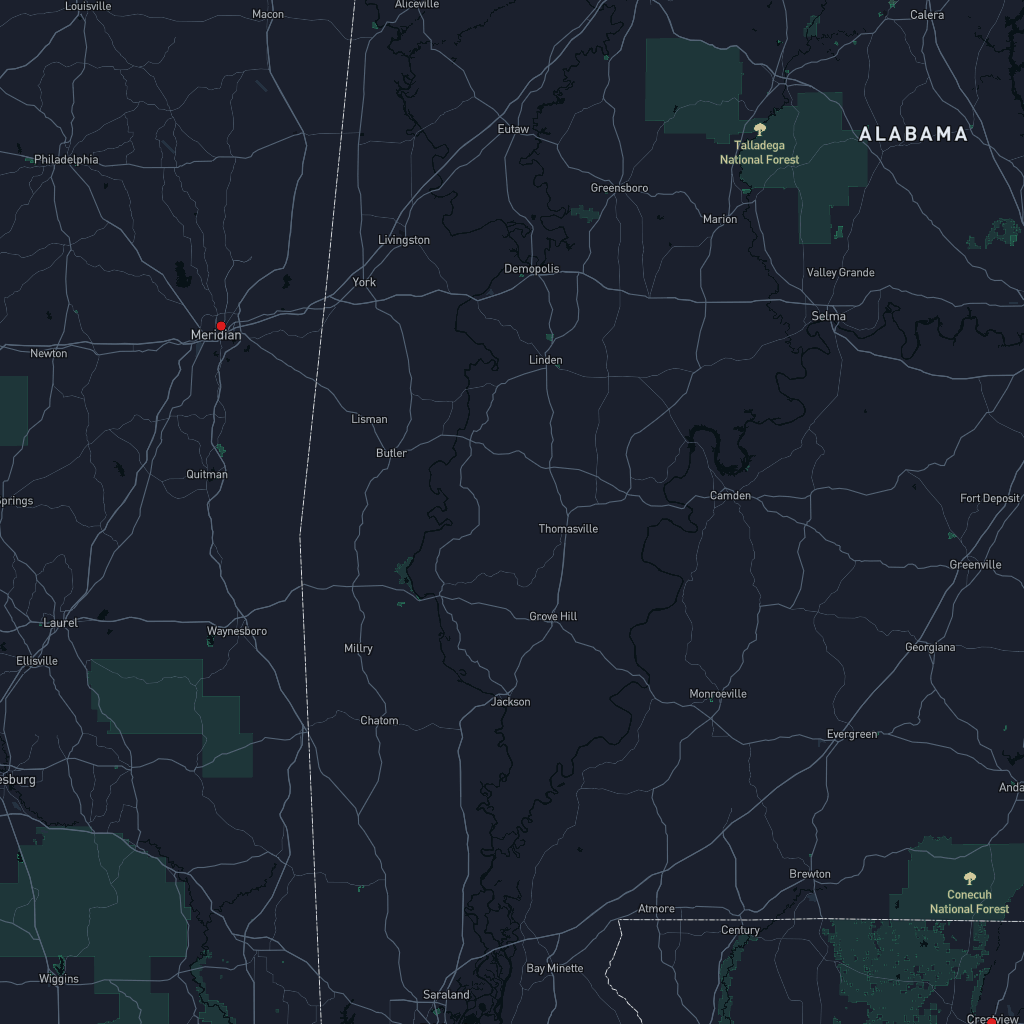 Louisville
Macon
Aliceville
Calera
Eutaw
ALABAMA
Talladega
National Forest
Philadelphia
Greensboro
Marion
Livingston
Demopolis
Valley Grande
York
Selma
Meridian
Newton
Linden
Lisman
Butler
Quitman
Camden
Springs
Fort Deposit
Thomasville
Greenville
Grove Hill
Laurel
Waynesboro
Millry
Georgiana
Ellisville
Monroeville
Jackson
Chatom
Evergreen
esburg
Anda
Brewton
Conecuh
National Forest
Atmore
Century
Bay Minette
Wiggins
Saraland
Crestview